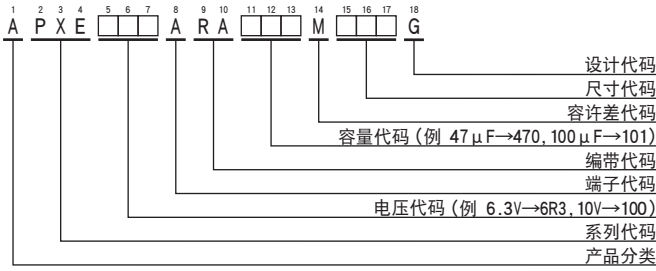 1 2 3 4 5 6 7 8 9 10 11 12 13 14 15 16 17 18
A P X E □□□ A R A □□□ M □□□ G
设计代码
尺寸代码
容许差代码
容量代码 (例 47μF→470, 100μF→101)
编带代码
端子代码
电压代码 (例 6.3V→6R3, 10V→100)
系列代码
产品分类